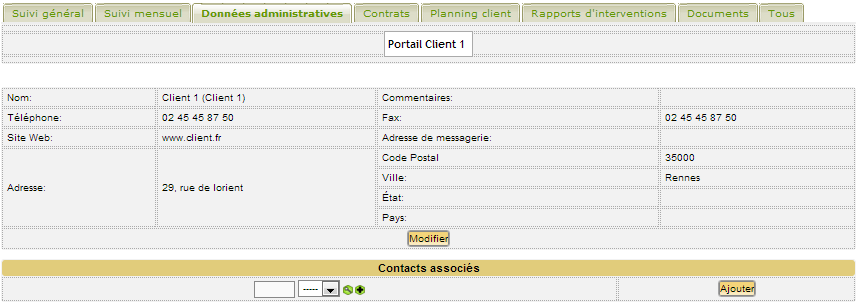 Suivi général Suivi mensuel Données administratives Contrats Planning client Rapports d'interventions Documents Tous
Portail Client 1
Nom: Client 1 (Client 1) Commentaires:
Téléphone: 02 45 45 87 50 Fax: 02 45 45 87 50
Site Web: www.client.fr Adresse de messagerie:
Adresse: 29, rue de lorient
Code Postal 35000
Ville: Rennes
État:
Pays:
Modifier
Contacts associés
----- Ajouter